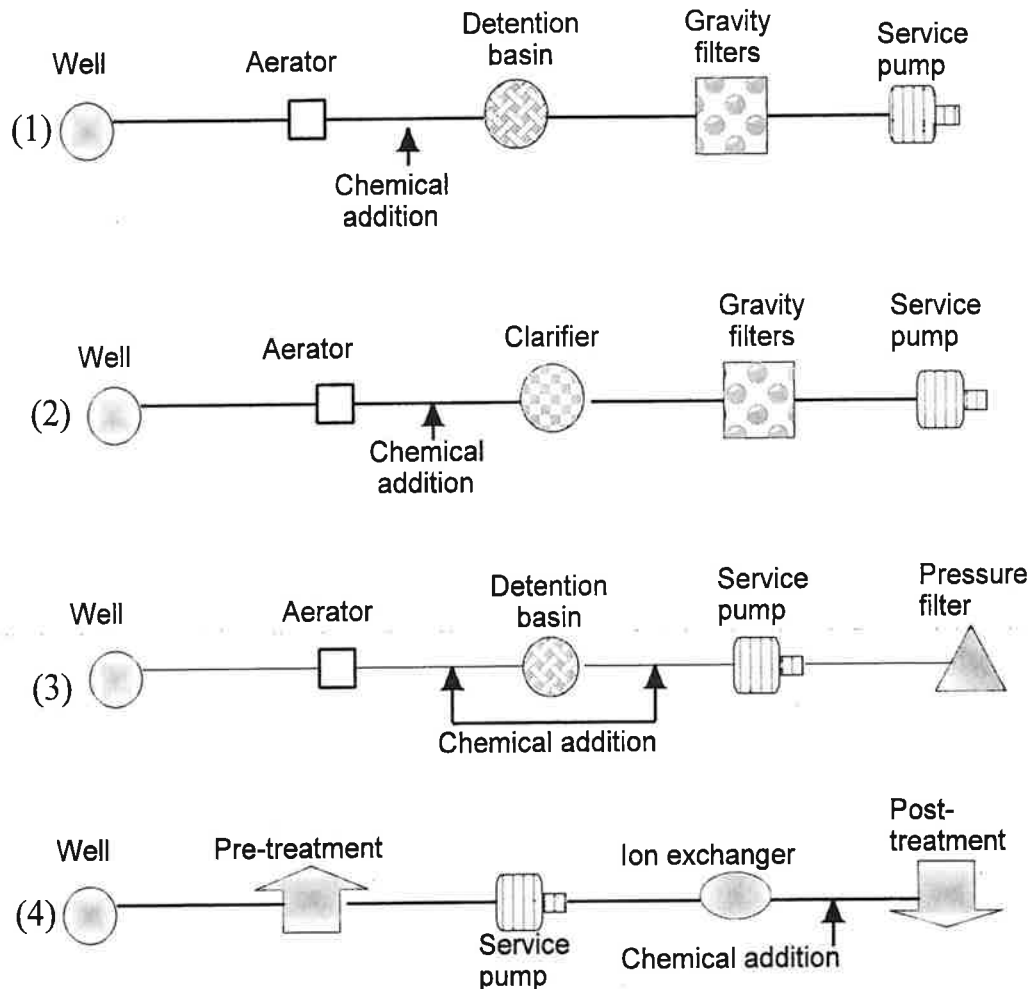 Well
Aerator
Detention
basin
Gravity
filters
Service
pump
(1)
Chemical
addition
Well
Aerator
Clarifier
Gravity
filters
Service
pump
(2)
Chemical
addition
Well
Aerator
Detention
basin
Service
pump
Pressure
filter
(3)
Chemical addition
Well
Pre-treatment
Ion exchanger
Post-
treatment
(4)
Service
pump
Chemical addition